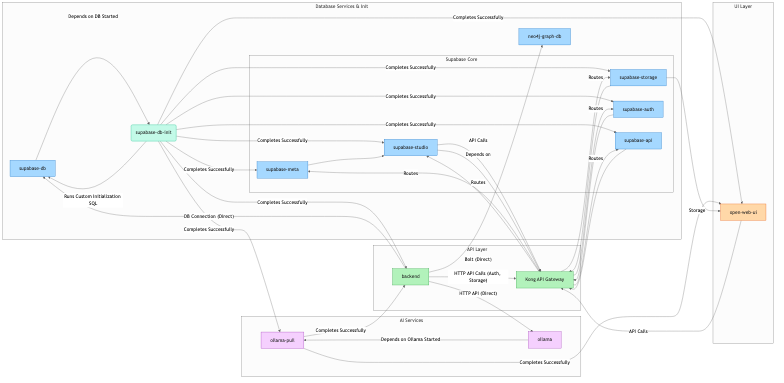 Database Services & Init
UI Layer
Depends on DB Started
Completes Successfully
neo4j-graph-db
Supabase Core
Completes Successfully
Routes
supabase-storage
Completes Successfully
Routes
supabase-auth
Completes Successfully
supabase-db-init
Completes Successfully
API Calls
supabase-api
supabase-studio
Depends on
Routes
supabase-db
Completes Successfully
supabase-meta
Routes
Routes
Runs Custom Initialization
SQL
Completes Successfully
Storage
open-web-ui
DB Connection (Direct)
Completes Successfully
API Layer
Bolt (Direct)
backend
HTTP API Calls (Auth,
Storage)
Kong API Gateway
HTTP API (Direct)
AI Services
Completes Successfully
API Calls
ollama-pull
Depends on Ollama Started
ollama
Completes Successfully